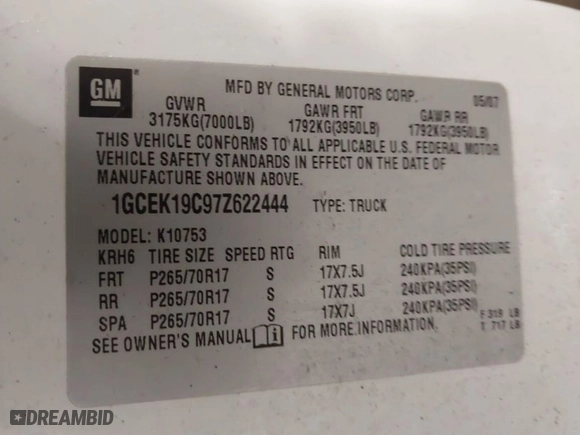 GM
MFD BY GENERAL MOTORS CORP. 05/07
GVWR GAWR FRT GAWR RR
3175KG(7000LB) 1792KG(3950LB) 1792KG(3950LB)
THIS VEHICLE CONFORMS TO ALL APPLICABLE U.S. FEDERAL MOTOR
VEHICLE SAFETY STANDARDS IN EFFECT ON THE DATE OF
MANUFACTURE SHOWN ABOVE.
1GCEK19C97Z622444 TYPE: TRUCK
MODEL: K10753
KRH6 TIRE SIZE SPEED RTG RIM COLD TIRE PRESSURE
FRT P265/70R17 S 17X7.5J 240KPA(35PSI)
RR P265/70R17 S 17X7.5J 240KPA(35PSI)
SPA P265/70R17 S 17X7J 240KPA(35PSI)
F 319 LB
T 717 LB
SEE OWNER'S MANUAL i FOR MORE INFORMATION.
DREAMBID